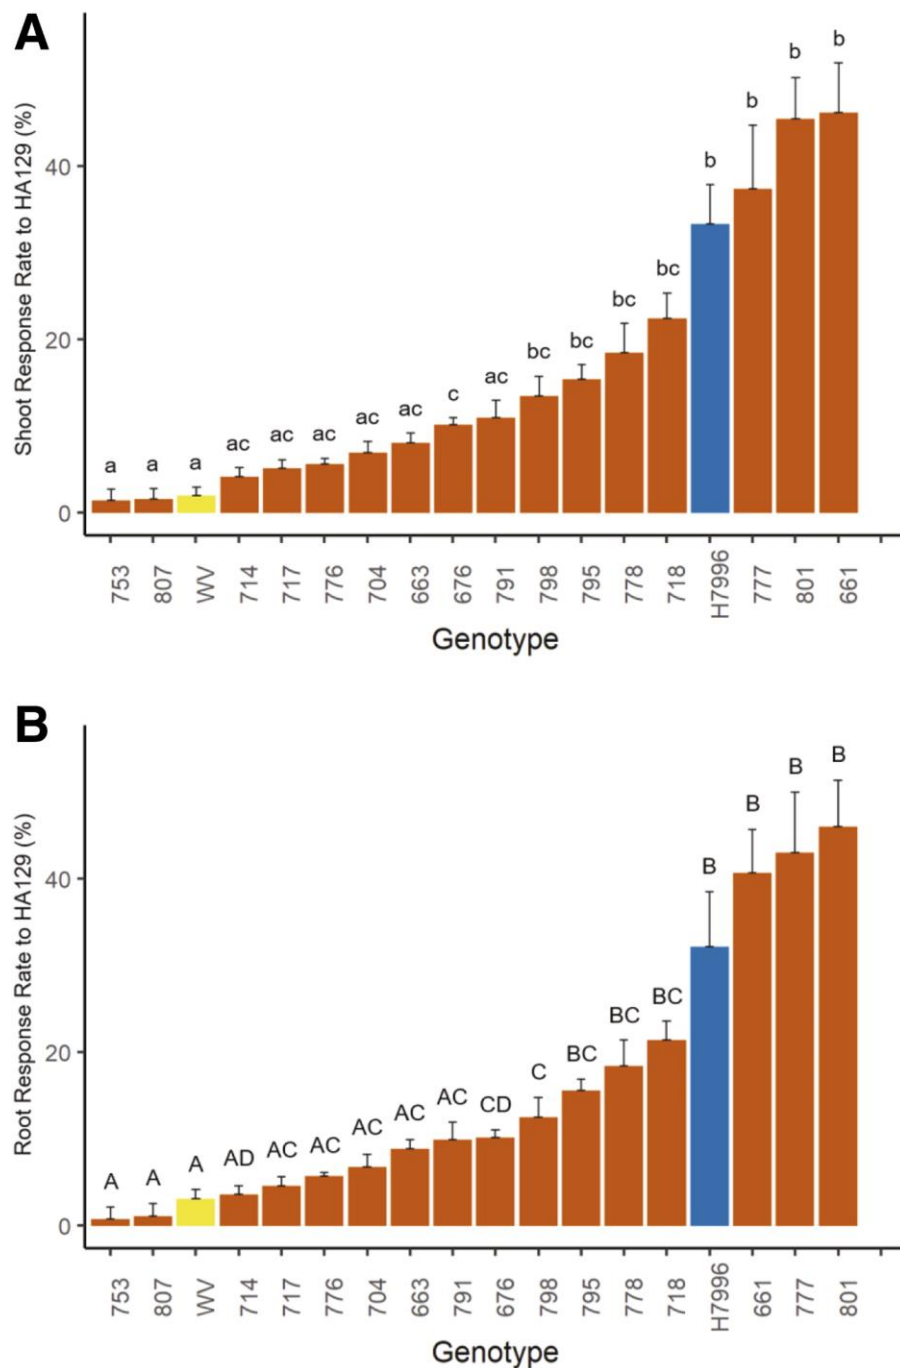 A
Shoot Response Rate to HA129 (%)
40
20
0
a a a ac ac ac ac ac c ac bc bc bc bc b b b b
753 807 WV 714 717 776 704 663 676 791 798 795 778 718 H7996 777 801 661
Genotype
B
Root Response Rate to HA129 (%)
40
20
0
A A A AD AC AC AC AC AC CD C BC BC BC B B B B
753 807 WV 714 717 776 704 663 791 676 798 795 778 718 H7996 661 777 801
Genotype